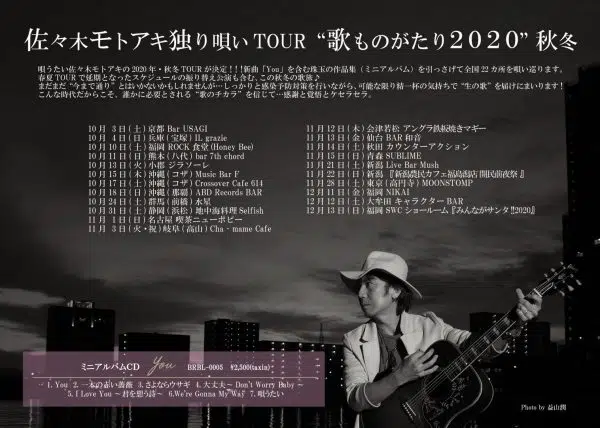 佐々木モトアキ独り唄い TOUR “歌ものがたり2020” 秋冬
唄うたい佐々木モトアキの2020年・秋冬TOURが決定!!!新曲「You」を含む珠玉の作品集(ミニアルバム)を引っさげて全国22カ所を唄い巡ります。
春夏TOURで延期となったスケジュールの振り替え公演も含む、この秋冬の歌旅♪
まだまだ “今まで通り” とはいかないかもしれませんが…しっかりと感染予防対策を行いながら、可能な限り精一杯の気持ちで “生の歌” を届けにまいります!
こんな時代だからこそ、誰かに必要とされる “歌のチカラ” を信じて…感謝と覚悟とケセラセラ。
10月 3日(土)京都 Bar USAGI
10月 4日(日)兵庫(宝塚)IL grazie
10月10日(土)福岡 ROCK食堂(Honey Bee)
10月11日(日)熊本(八代)bar 7th chord
10月13日(火)小郡 ジラソーレ
10月15日(木)沖縄(コザ)Musie Bar F
10月17日(土)沖縄(コザ)Crossover Cafe 614
10月18日(日)沖縄(那覇)ABD Records BAR
10月24日(土)群馬(前橋)水星
10月31日(土)静岡(浜松)地中海料理 Selfish
11月 1日(日)名古屋 喫茶ニューポピー
11月 3日(火・祝)岐阜(高山)Cha-mame Cafe
11月12日(木)会津若松 アングラ鉄板焼きマギー
11月13日(金)仙台 BAR 和音
11月14日(土)秋田 カウンターアクション
11月15日(日)青森 SUBLIME
11月21日(土)新潟 Live Bar Mush
11月22日(日)新潟 『新潟農民カフェ福島潟店 開民前夜祭 』
11月28日(土)東京(高円寺)MOONSTOMP
12月11日(金)福岡 NIKAI
12月12日(土)大牟田 キャラクターBAR
12月13日(日)福岡 SWC ショールーム『みんながサンタ!!2020』
ミニアルバムCD You BRBL-0005 ¥2,500(taxin)
1. You 2. 一本の赤い薔薇 3. さよならウサギ 4. 大丈夫~ Don't Worry Baby ~
5. I Love You ~君を想う詩~ 6. We're Gonna My Way 7. 唄うたい
Photo by 益山潤